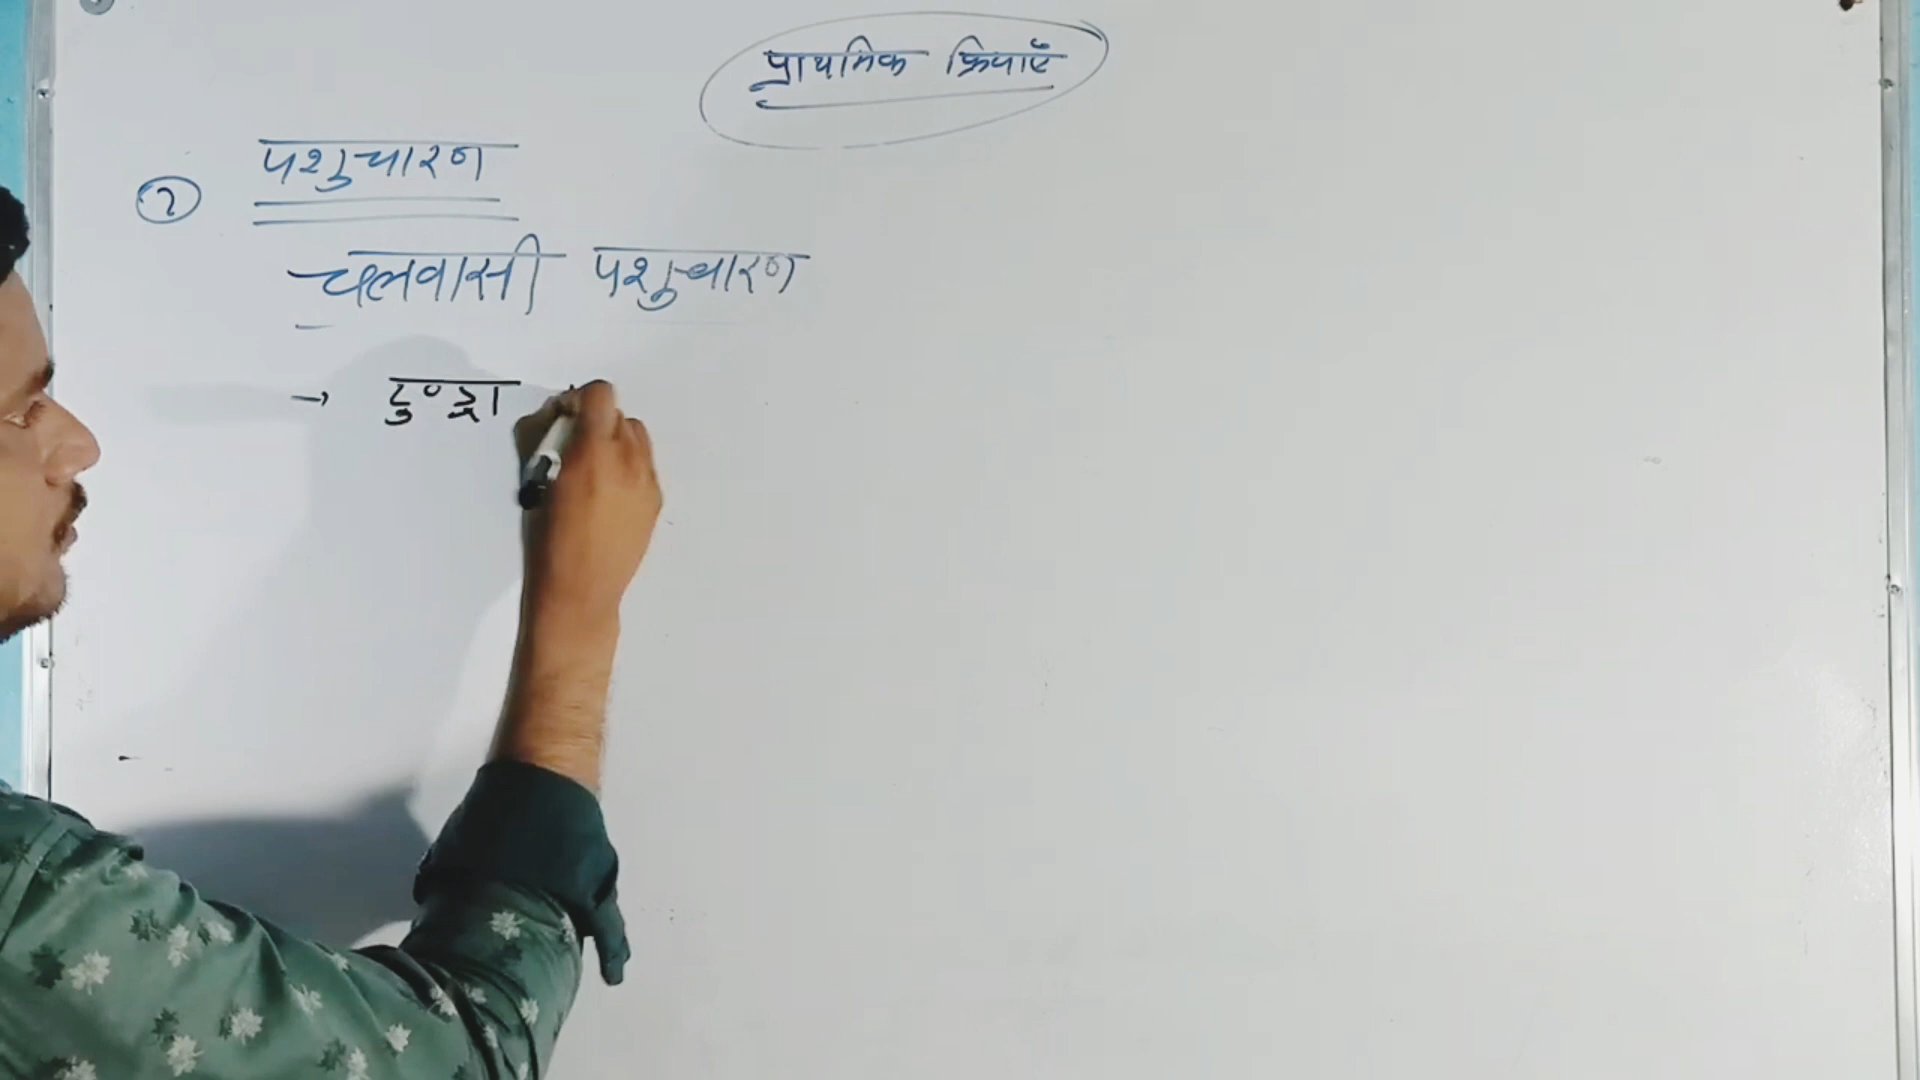 प्राथमिक क्रियाएँ
② पशुचारण
चलवासी पशुचारण
→ टुण्ड्रा